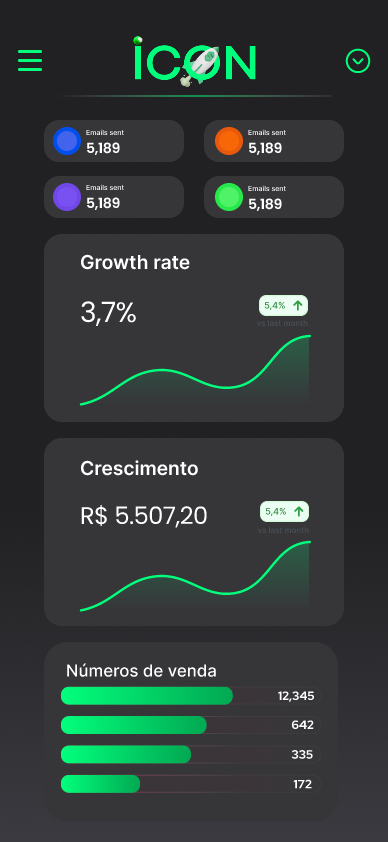 iCON
Emails sent
5,189
Emails sent
5,189
Emails sent
5,189
Emails sent
5,189
Growth rate
3,7%
5,4%
vs last month
Crescimento
R$ 5.507,20
5,4%
vs last month
Números de venda
12,345
642
335
172